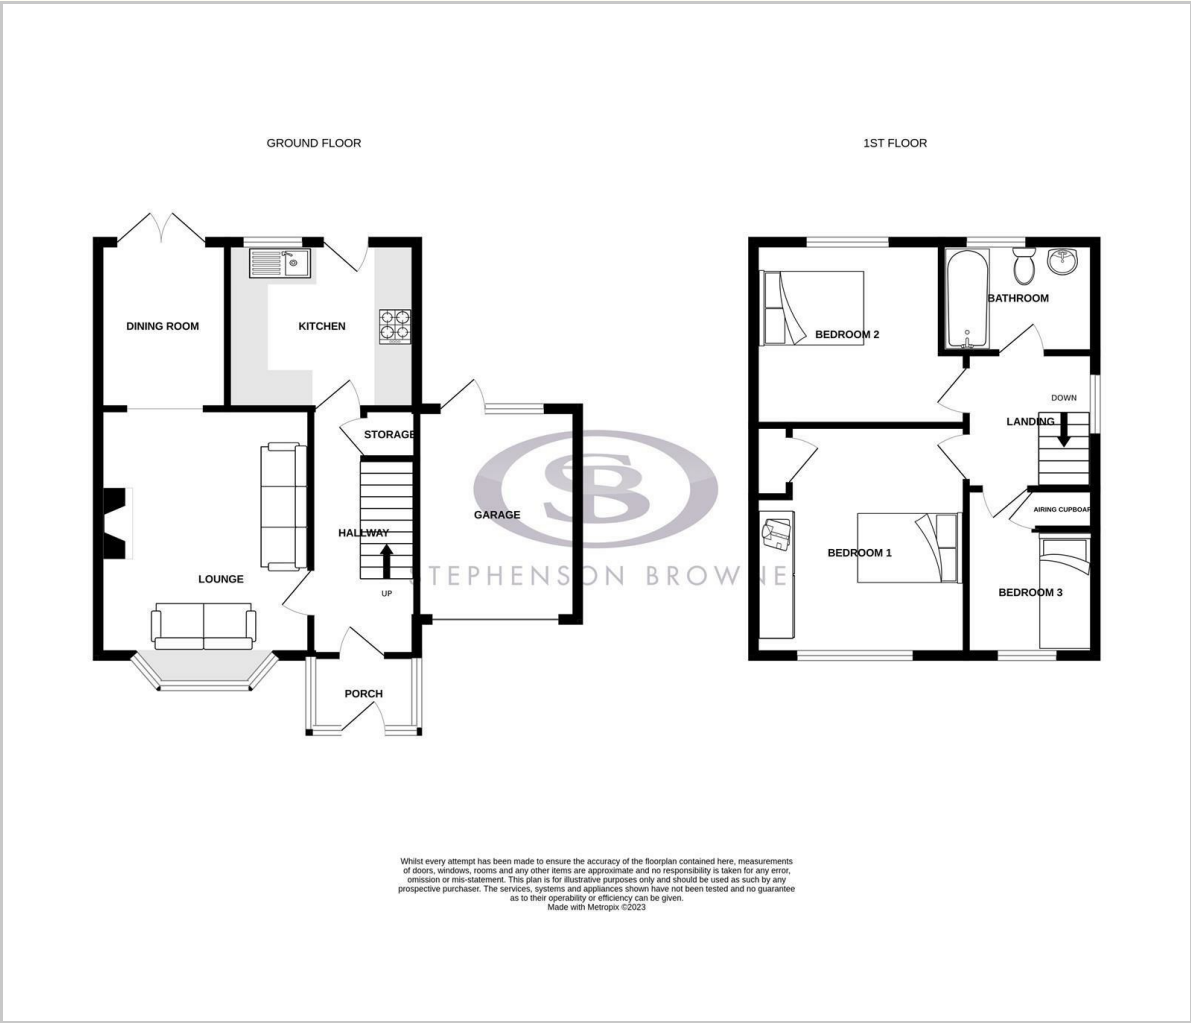 GROUND FLOOR
1ST FLOOR
DINING ROOM
KITCHEN
STORAGE
HALLWAY
GARAGE
LOUNGE
UP
PORCH
BEDROOM 2
BATHROOM
DOWN
LANDING
AIRING CUPBOAR
BEDROOM 1
BEDROOM 3
SB
STEPHENSON BROWNE
Whilst every attempt has been made to ensure the accuracy of the floorplan contained here, measurements
of doors, windows, rooms and any other items are approximate and no responsibility is taken for any error,
omission or mis-statement. This plan is for illustrative purposes only and should be used as such by any
prospective purchaser. The services, systems and appliances shown have not been tested and no guarantee
as to their operability or efficiency can be given.
Made with Metropix ©2023